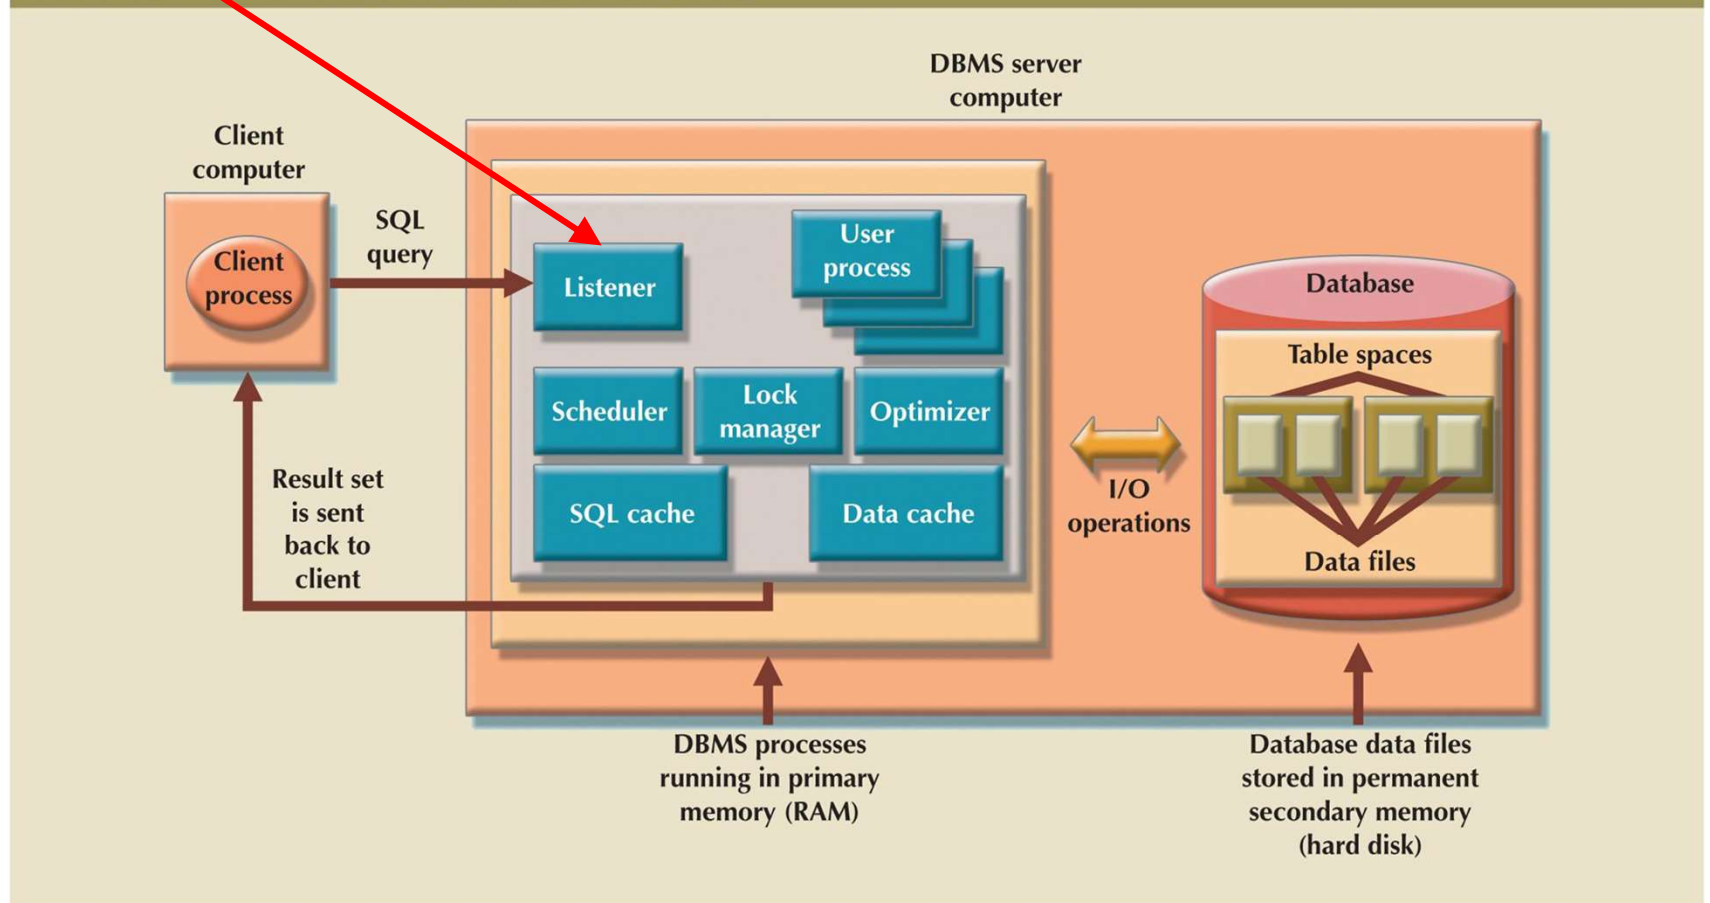 DBMS server
computer
Client
computer
Client
process
SQL
query
Listener
User
process
Scheduler
Lock
manager
Optimizer
SQL cache
Data cache
Result set
is sent
back to
client
I/O
operations
Database
Table spaces
Data files
DBMS processes
running in primary
memory (RAM)
Database data files
stored in permanent
secondary memory
(hard disk)